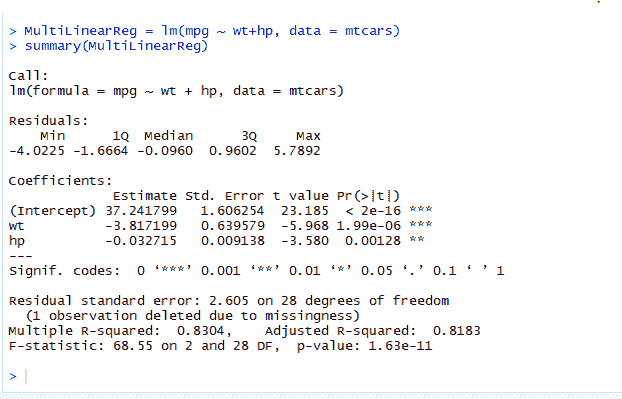 > MultiLinearReg = lm(mpg ~ wt+hp, data = mtcars)
> summary(MultiLinearReg)
Call:
lm(formula = mpg ~ wt + hp, data = mtcars)
Residuals:
    Min      1Q  Median      3Q     Max
-4.0225 -1.6664 -0.0960  0.9602  5.7892
Coefficients:
             Estimate Std. Error t value Pr(>|t|)
(Intercept) 37.241799   1.606254  23.185  < 2e-16 ***
wt          -3.817199   0.639579  -5.968 1.99e-06 ***
hp          -0.032715   0.009138  -3.580  0.00128 **
---
Signif. codes:  0 ‘***’ 0.001 ‘**’ 0.01 ‘*’ 0.05 ‘.’ 0.1 ‘ ’ 1
Residual standard error: 2.605 on 28 degrees of freedom
  (1 observation deleted due to missingness)
Multiple R-squared:  0.8304,    Adjusted R-squared:  0.8183
F-statistic: 68.55 on 2 and 28 DF,  p-value: 1.63e-11
>